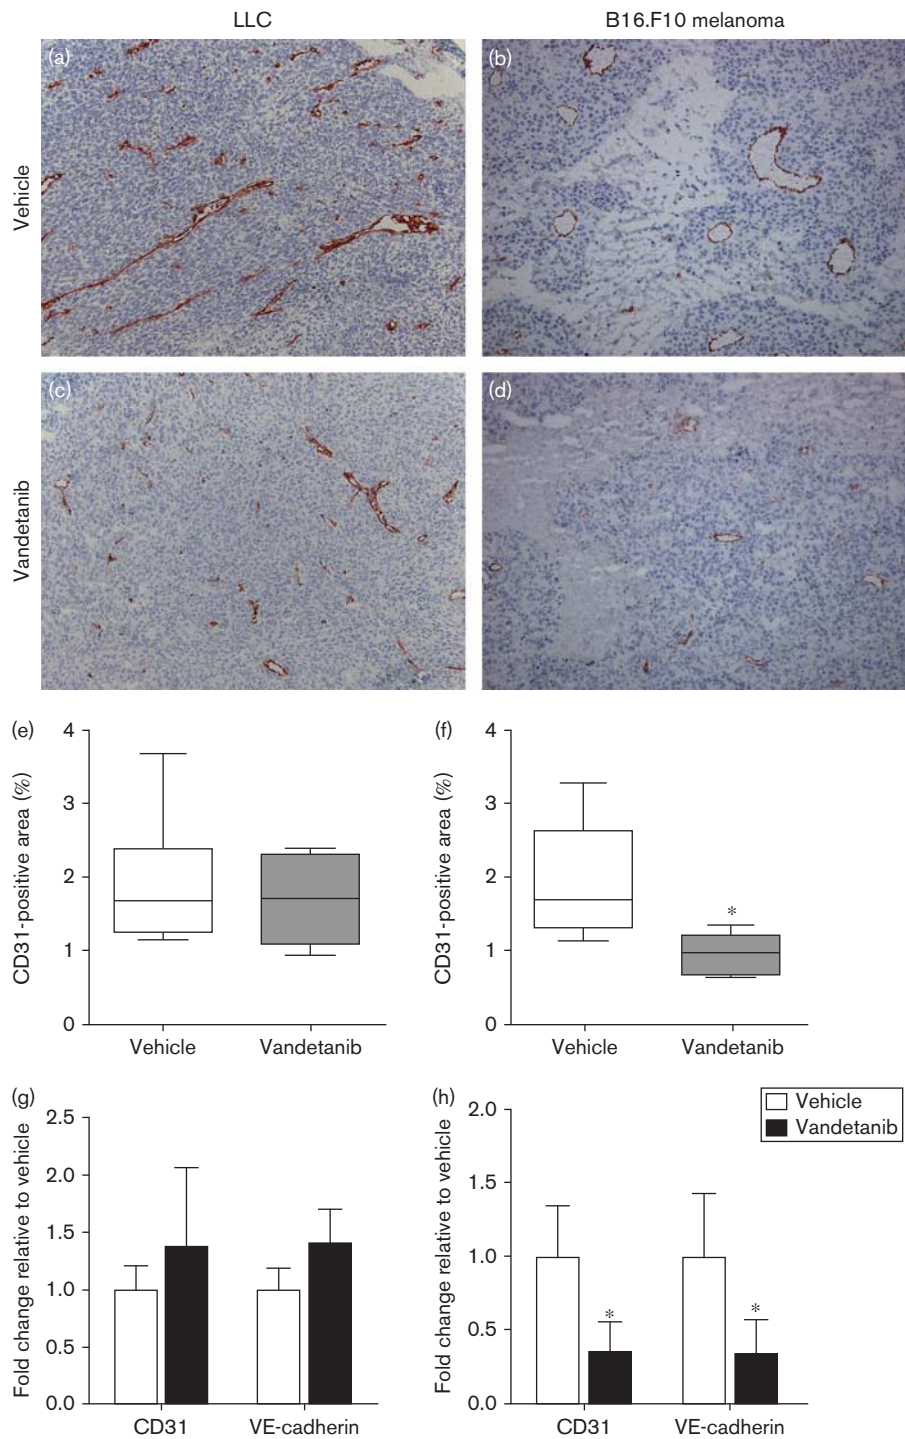 LLC
B16.F10 melanoma
Vehicle
(a)
(b)
Vandetanib
(c)
(d)
(e)
CD31-positive area (%)
4
3
2
1
0
Vehicle
Vandetanib
(f)
CD31-positive area (%)
4
3
2
1
0
*
Vehicle
Vandetanib
(g)
Fold change relative to vehicle
2.5
2.0
1.5
1.0
0.5
0.0
CD31
VE-cadherin
(h)
Fold change relative to vehicle
2.0
1.5
1.0
0.5
0.0
Vehicle
Vandetanib
*
*
CD31
VE-cadherin